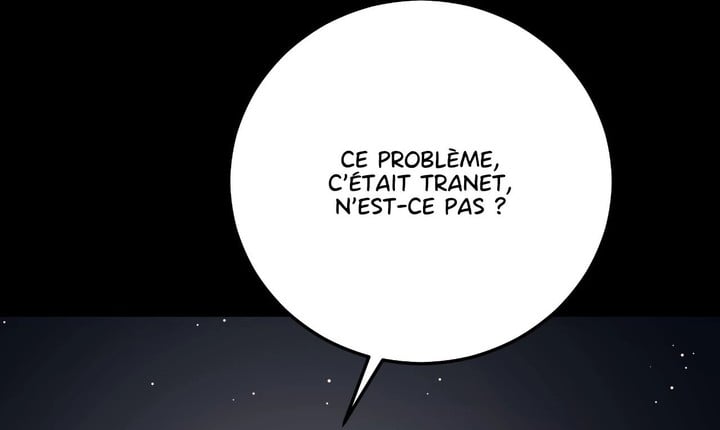 CE PROBLÈME,
C'ÉTAIT TRANET,
N'EST-CE PAS ?